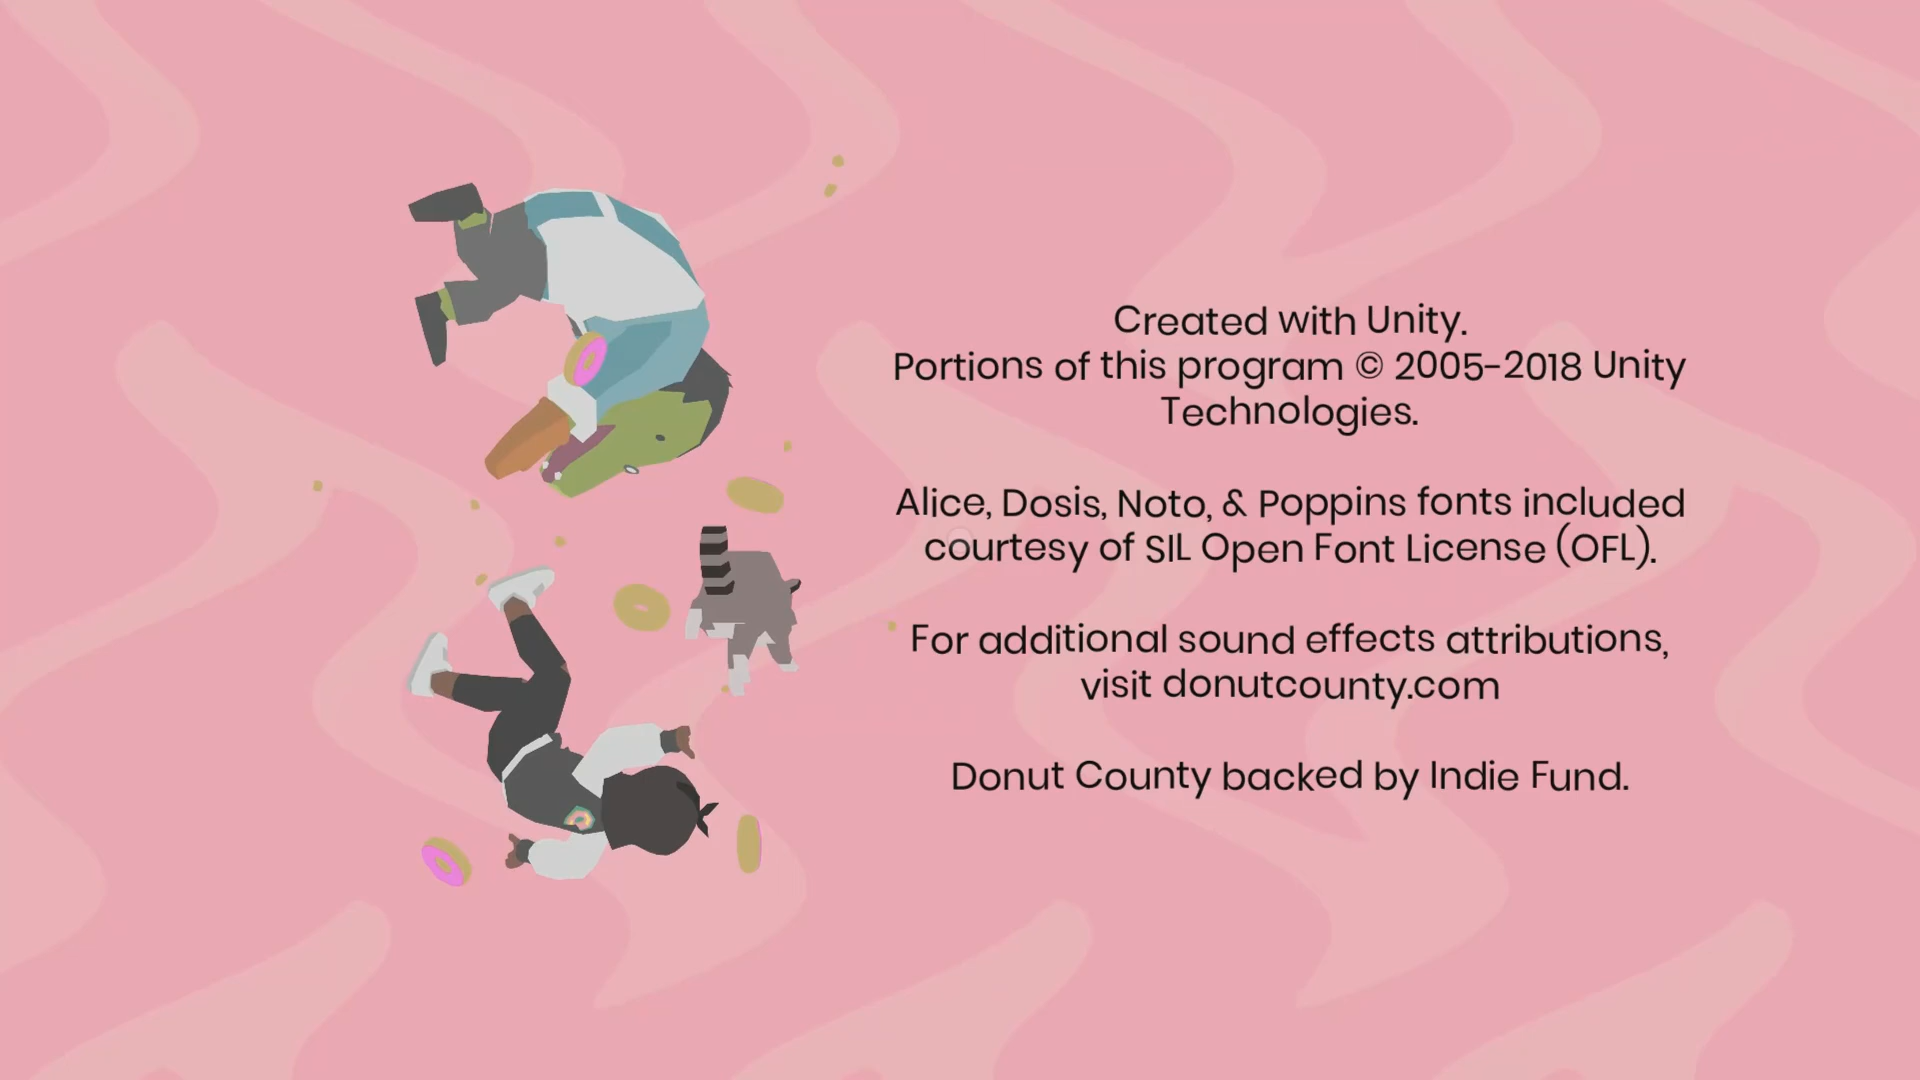 Created with Unity.
Portions of this program © 2005-2018 Unity
Technologies.
Alice, Dosis, Noto, & Poppins fonts included
courtesy of SIL Open Font License (OFL).
For additional sound effects attributions,
visit donutcounty.com
Donut County backed by Indie Fund.